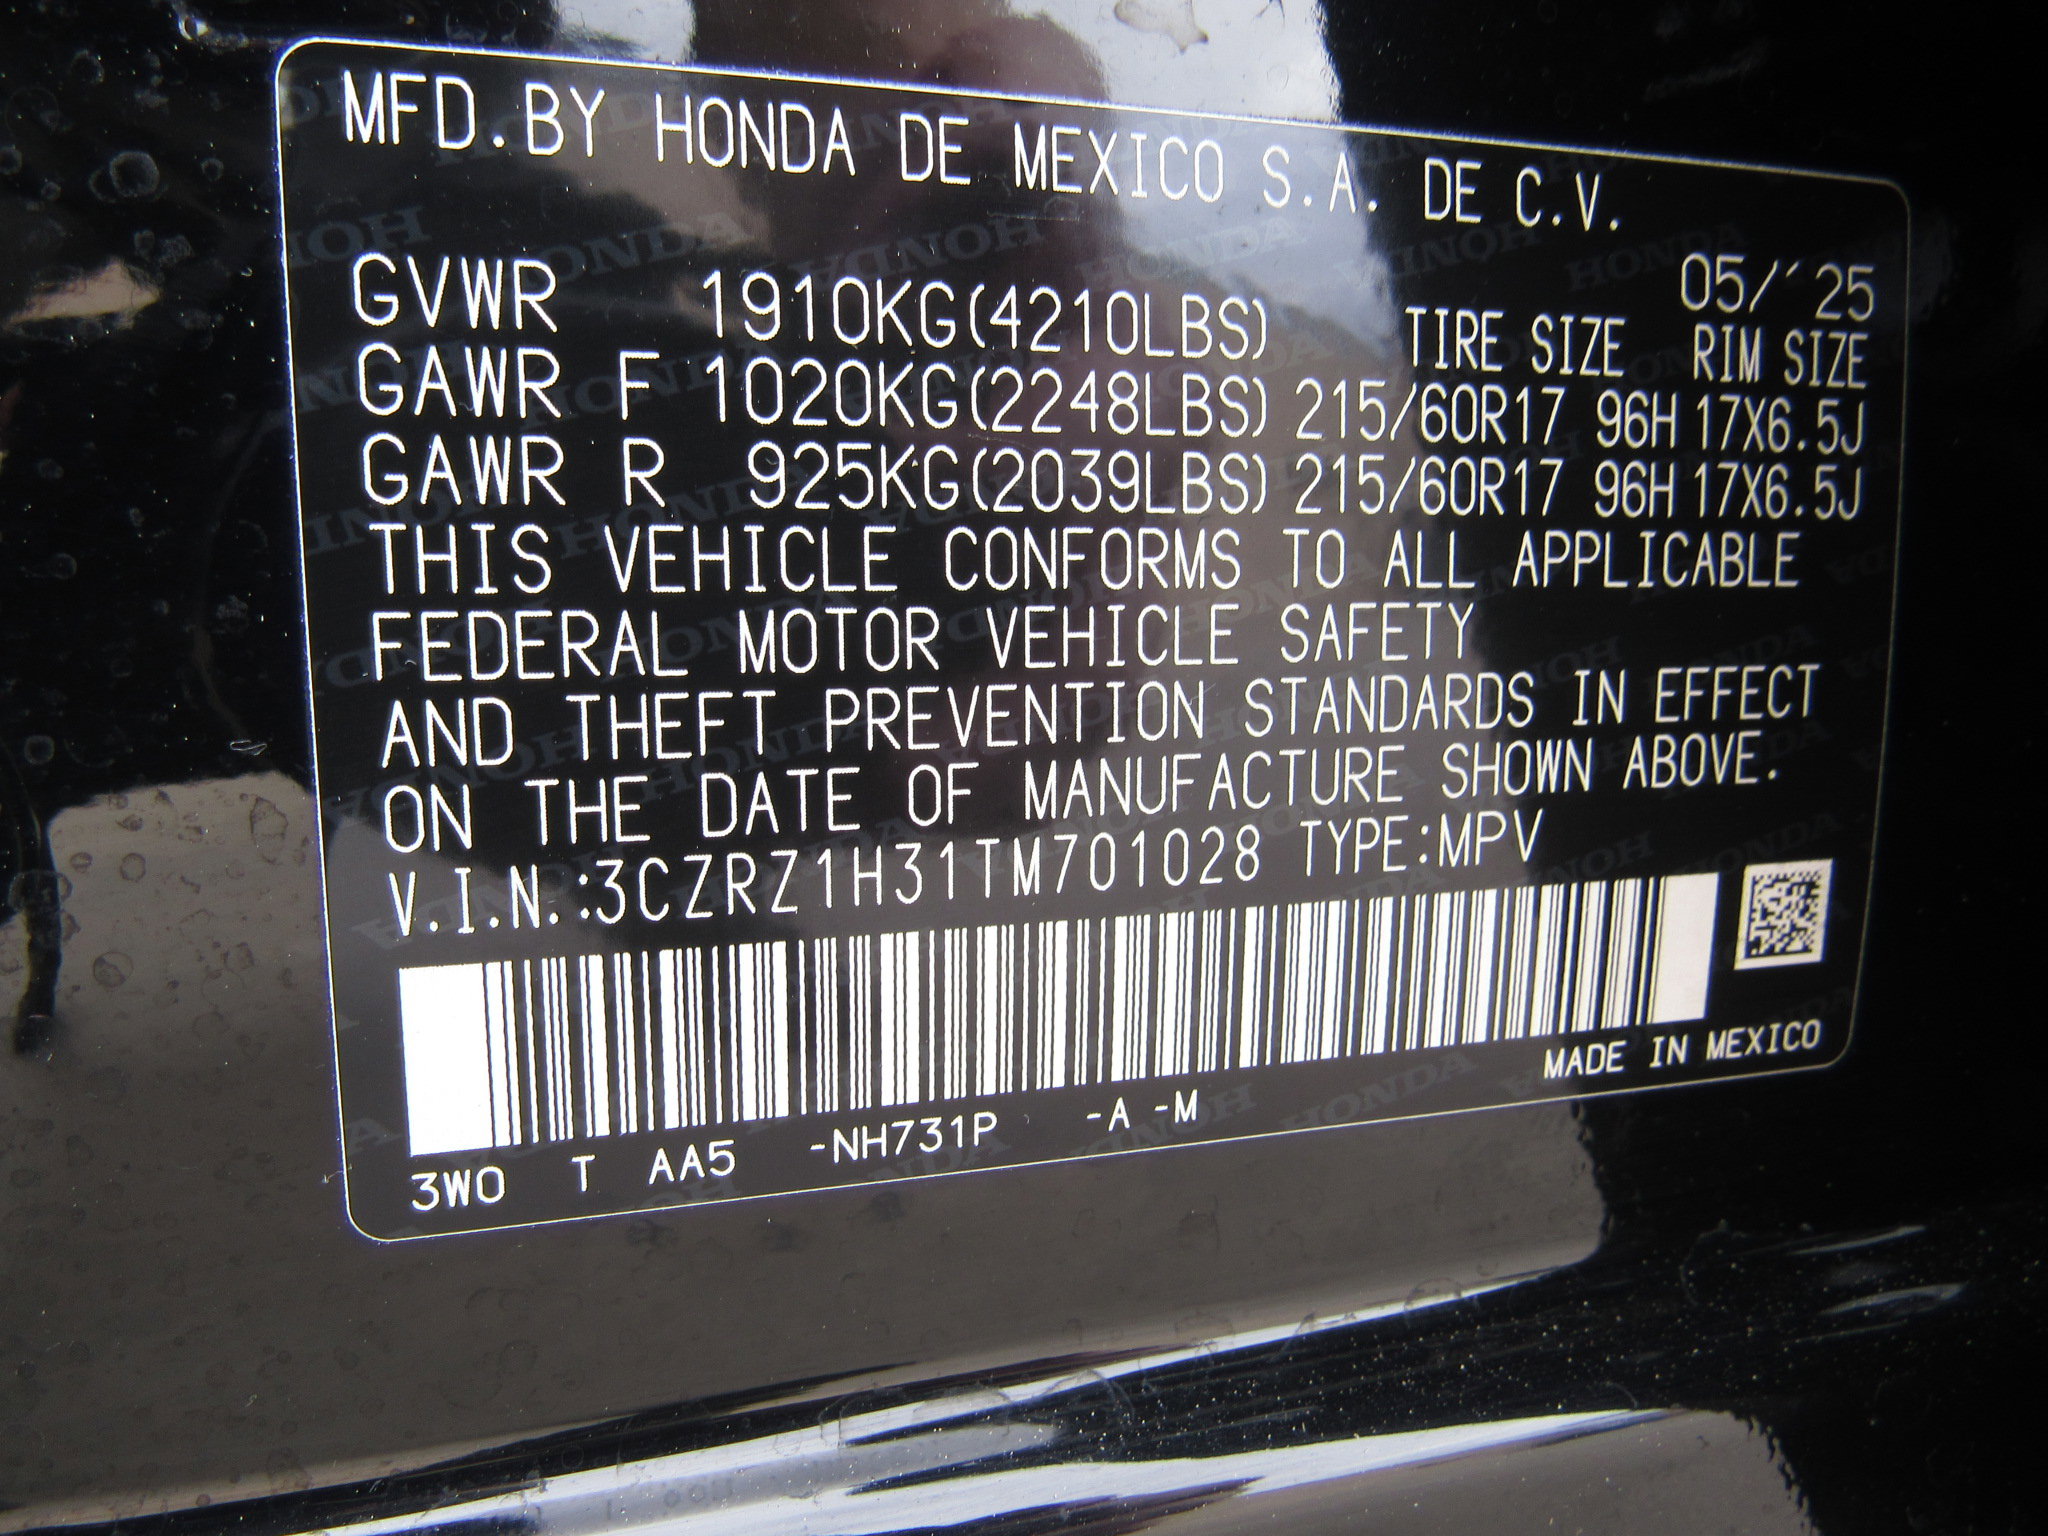 MFD.BY HONDA DE MEXICO S.A. DE C.V.
05/'25
GVWR 1910KG(4210LBS) TIRE SIZE RIM SIZE
GAWR F 1020KG(2248LBS) 215/60R17 96H 17X6.5J
GAWR R 925KG(2039LBS) 215/60R17 96H 17X6.5J
THIS VEHICLE CONFORMS TO ALL APPLICABLE
FEDERAL MOTOR VEHICLE SAFETY
AND THEFT PREVENTION STANDARDS IN EFFECT
ON THE DATE OF MANUFACTURE SHOWN ABOVE.
V.I.N.:3CZRZ1H31TM701028 TYPE:MPV
MADE IN MEXICO
3W0 T AA5 -NH731P -A -M